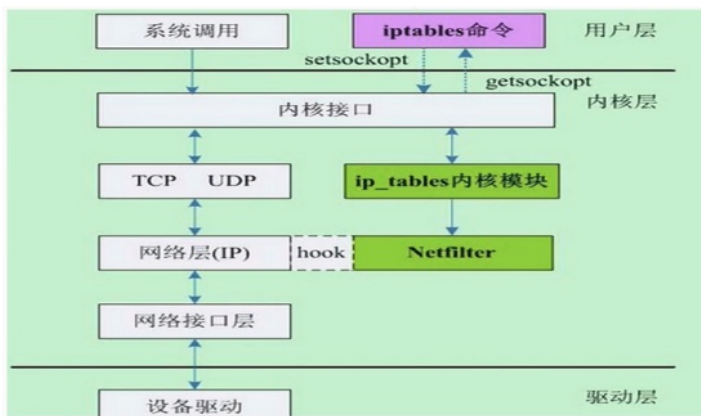 系统调用
iptables命令
用户层
setsockopt
getsockopt
内核接口
内核层
TCP UDP
ip_tables内核模块
网络层(IP)
hook
Netfilter
网络接口层
设备驱动
驱动层